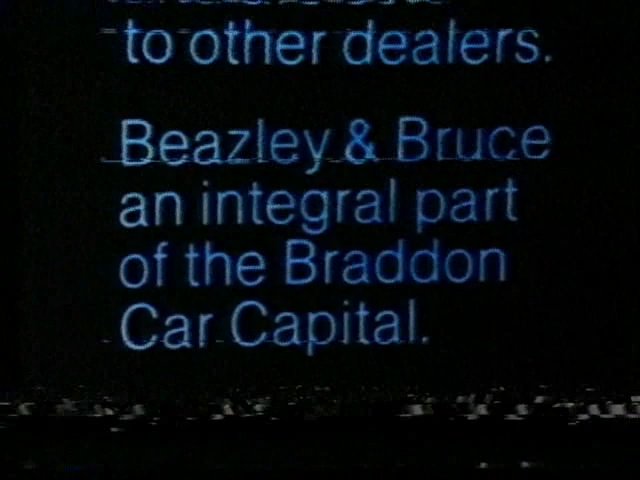 to other dealers.
Beazley & Bruce
an integral part
of the Braddon
Car Capital.